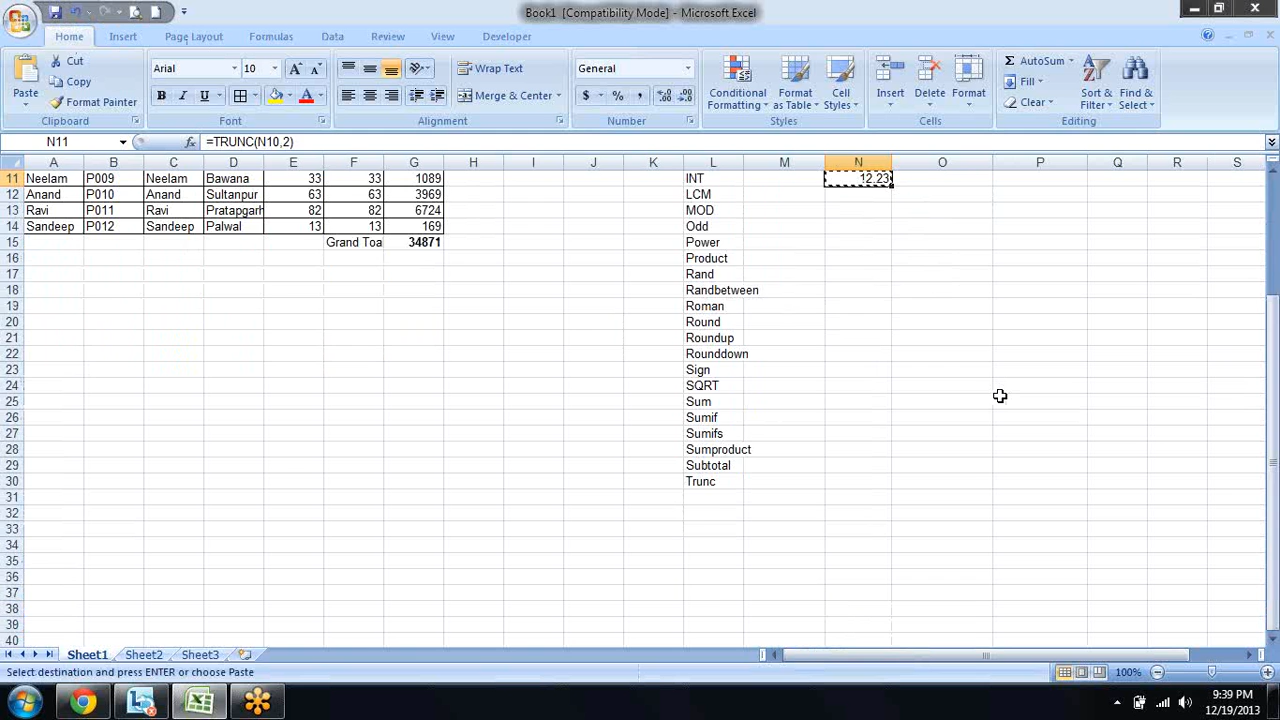 Book1 [Compatibility Mode] - Microsoft Excel
Home Insert Page Layout Formulas Data Review View Developer
Paste Cut Copy Format Painter Clipboard
Arial 10 B I U A A A Font
Wrap Text Merge & Center Alignment
General $ % , Number
Conditional Formatting Format as Table Cell Styles Styles
Insert Delete Format Cells
Σ AutoSum Fill Clear Sort & Filter Find & Select Editing
N11 fx =TRUNC(N10,2)
A B C D E F G H I J K L M N O P Q R S
11 Neelam P009 Neelam Bawana 33 33 1089 INT 12.23
12 Anand P010 Anand Sultanpur 63 63 3969 LCM
13 Ravi P011 Ravi Pratapgarh 82 82 6724 MOD
14 Sandeep P012 Sandeep Palwal 13 13 169 Odd
15 Grand Toa 34871 Power
16 Product
17 Rand
18 Randbetween
19 Roman
20 Round
21 Roundup
22 Rounddown
23 Sign
24 SQRT
25 Sum
26 Sumif
27 Sumifs
28 Sumproduct
29 Subtotal
30 Trunc
31
32
33
34
35
36
37
38
39
40
Sheet1 Sheet2 Sheet3
Select destination and press ENTER or choose Paste 100%
9:39 PM
12/19/2013